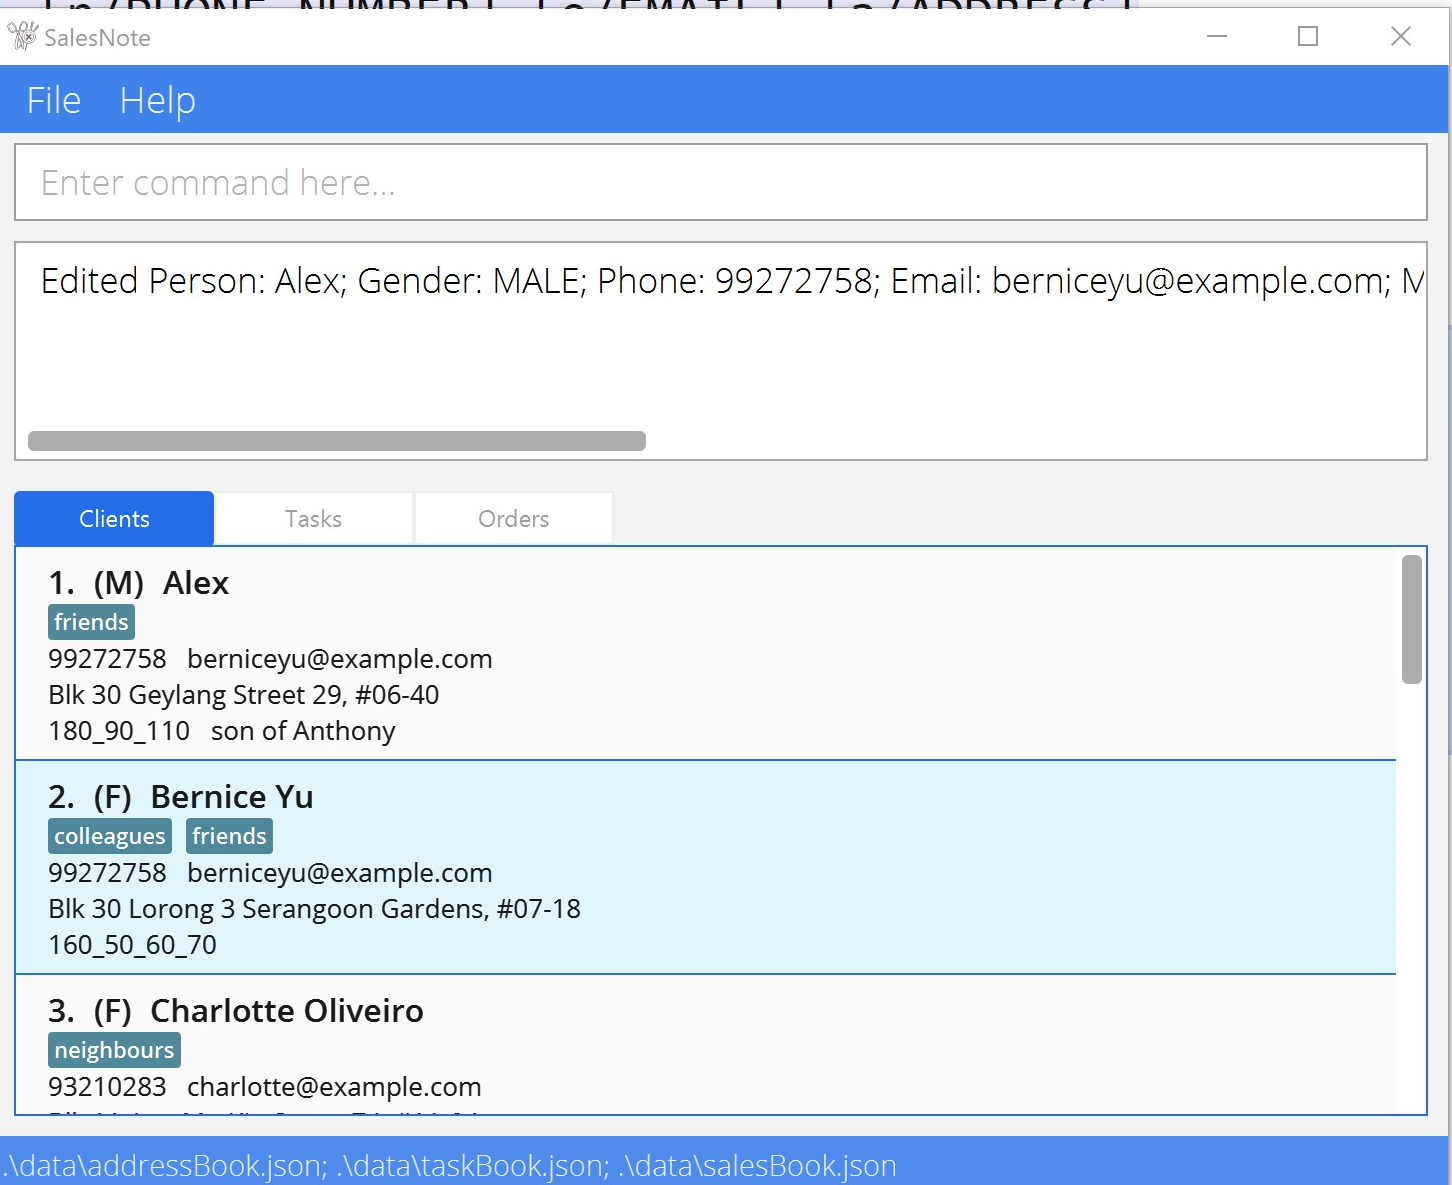 SalesNote
File Help
Enter command here...
Edited Person: Alex; Gender: MALE; Phone: 99272758; Email: berniceyu@example.com; M
Clients Tasks Orders
1. (M) Alex
friends
99272758 berniceyu@example.com
Blk 30 Geylang Street 29, #06-40
180_90_110 son of Anthony
2. (F) Bernice Yu
colleagues friends
99272758 berniceyu@example.com
Blk 30 Lorong 3 Serangoon Gardens, #07-18
160_50_60_70
3. (F) Charlotte Oliveiro
neighbours
93210283 charlotte@example.com
.\data\addressBook.json; .\data\taskBook.json; .\data\salesBook.json